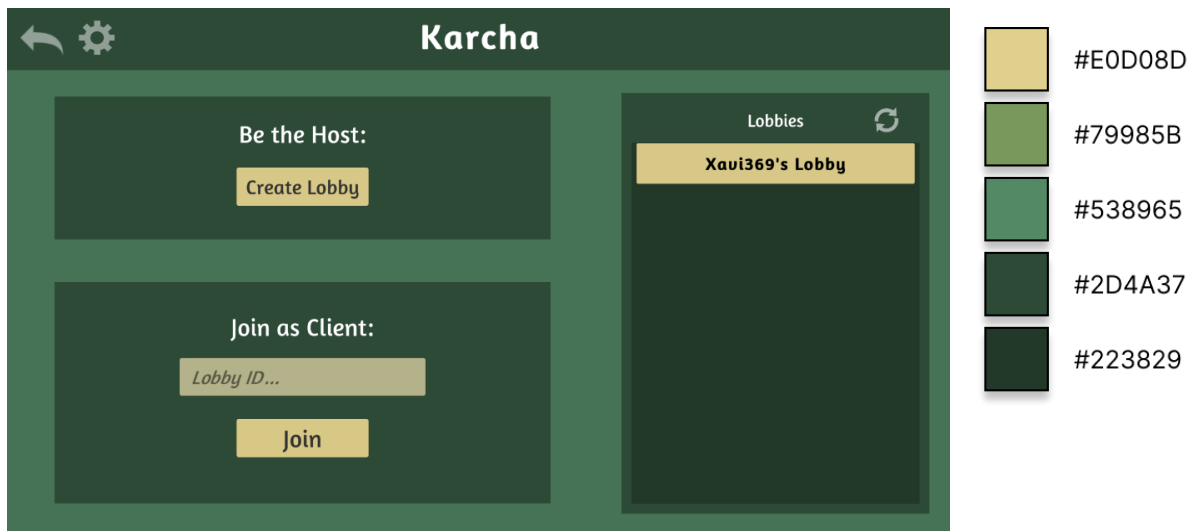 Karcha
Be the Host:
Create Lobby
Join as Client:
Lobby ID...
Join
Lobbies
Xavi369's Lobby
#E0D08D
#79985B
#538965
#2D4A37
#223829